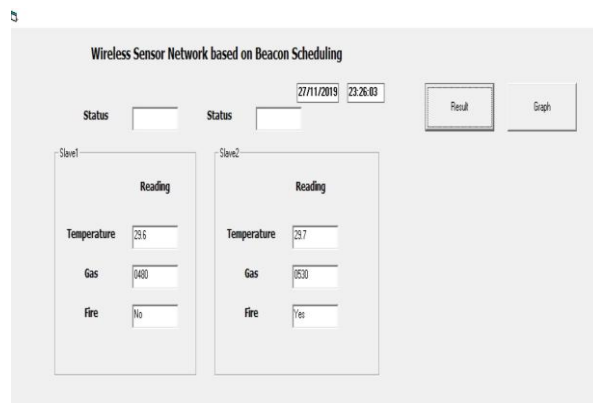 Wireless Sensor Network based on Beacon Scheduling
27/11/2019 23:26:03
Result Graph
Status Status
Slave1 Slave2
Reading Reading
Temperature 29.6 Temperature 29.7
Gas 0480 Gas 0530
Fire No Fire Yes